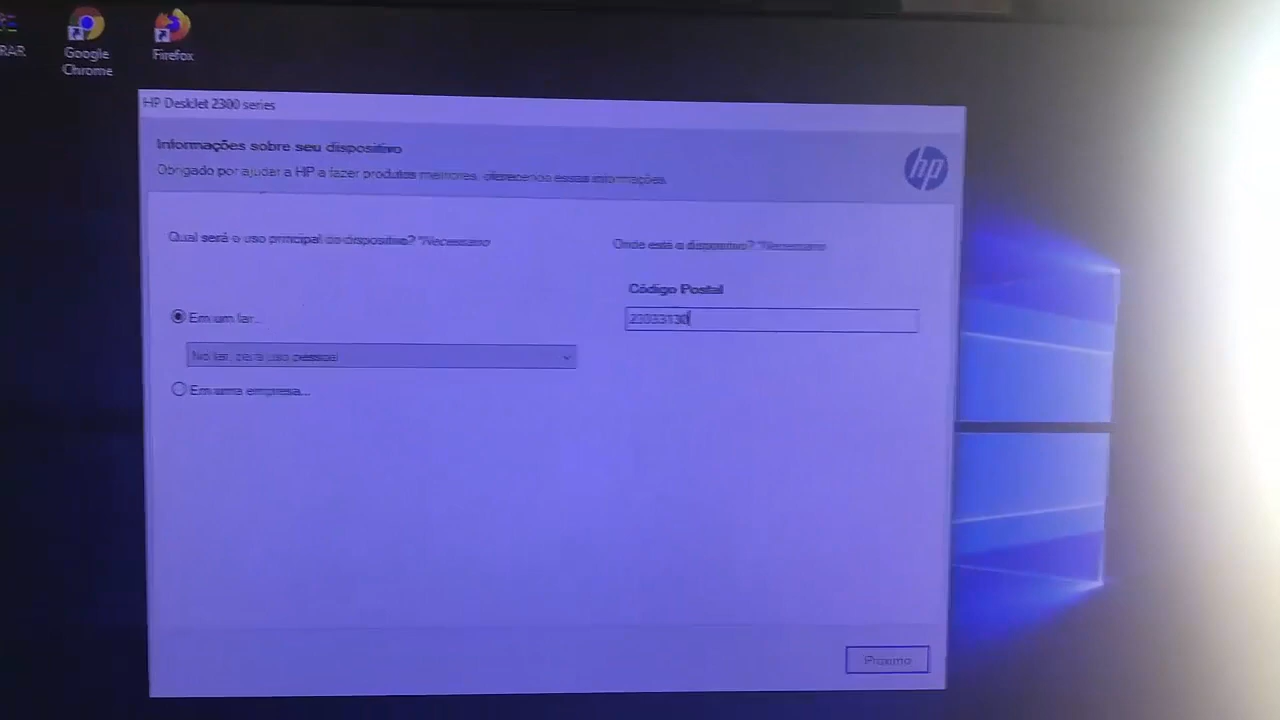 RAR
Google
Chrome
Firefox
HP DeskJet 2300 series
Informações sobre seu dispositivo
Obrigado por ajudar a HP a fazer produtos melhores, oferecendo essas informações.
hp
Qual será o uso principal do dispositivo? *Necessário
Onde está o dispositivo? *Necessário
Código Postal
Em um lar...
No lar, para uso pessoal
Em uma empresa...
Próximo